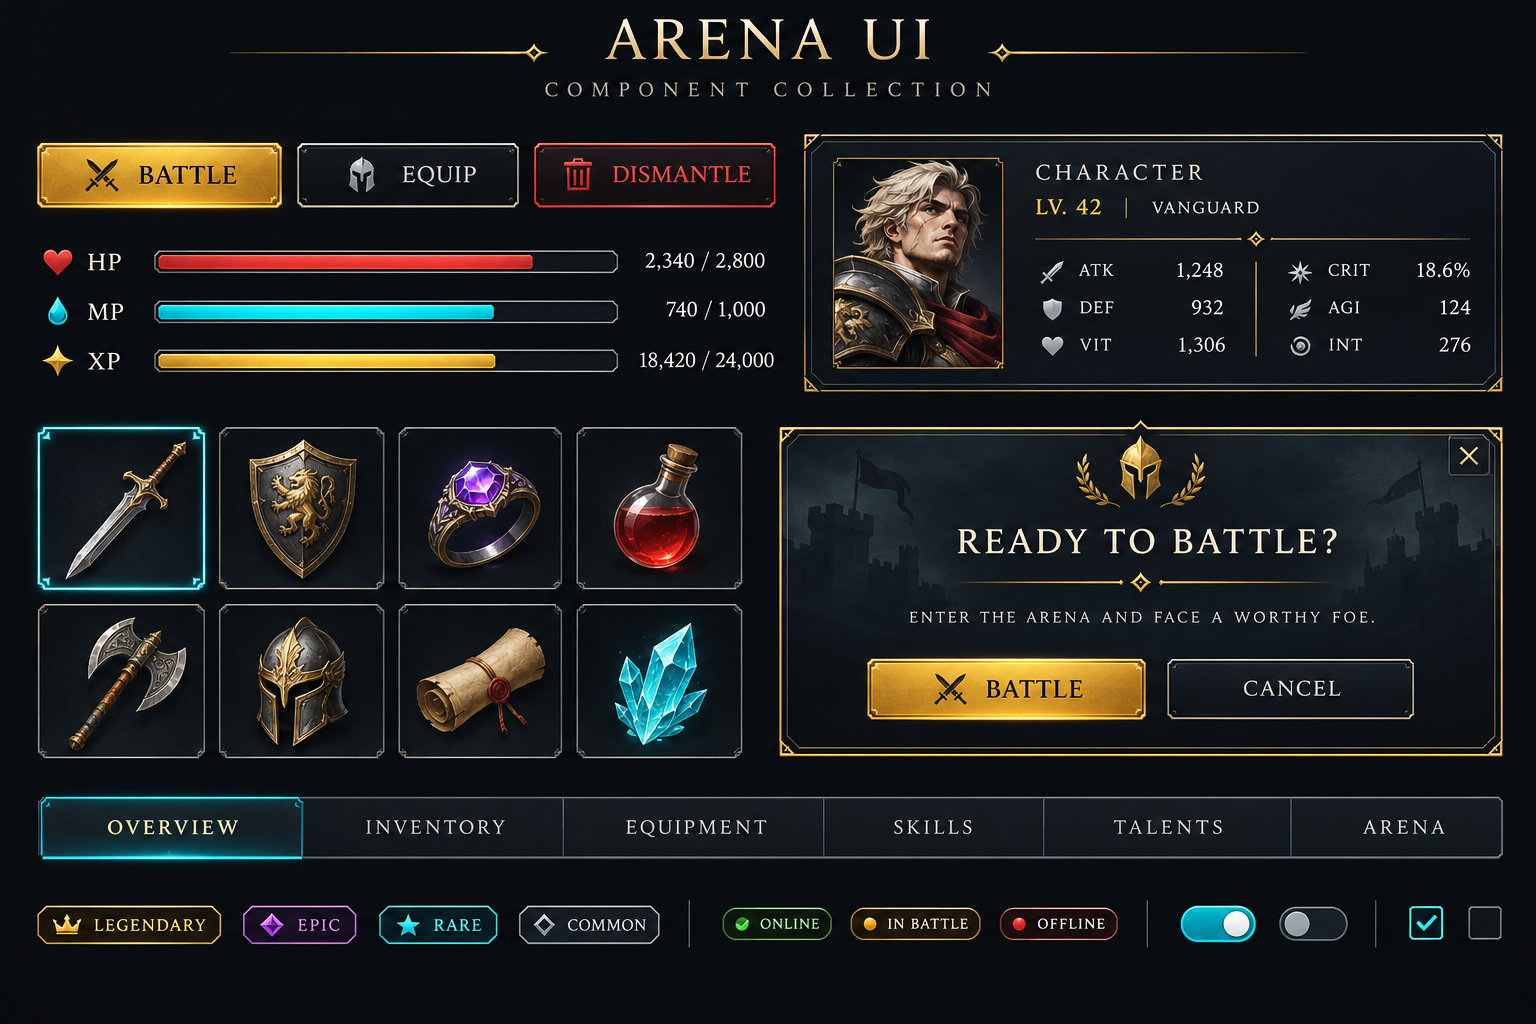 ARENA UI
COMPONENT COLLECTION
BATTLE
EQUIP
DISMANTLE
HP
2,340 / 2,800
MP
740 / 1,000
XP
18,420 / 24,000
CHARACTER
LV. 42 | VANGUARD
ATK 1,248
DEF 932
VIT 1,306
CRIT 18.6%
AGI 124
INT 276
READY TO BATTLE?
ENTER THE ARENA AND FACE A WORTHY FOE.
BATTLE
CANCEL
OVERVIEW
INVENTORY
EQUIPMENT
SKILLS
TALENTS
ARENA
LEGENDARY
EPIC
RARE
COMMON
ONLINE
IN BATTLE
OFFLINE